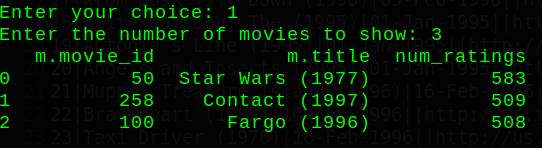 Enter your choice: 1
Enter the number of movies to show: 3
m.movie_id m.title num_ratings
0 50 Star Wars (1977) 583
1 258 Contact (1997) 509
2 100 Fargo (1996) 508